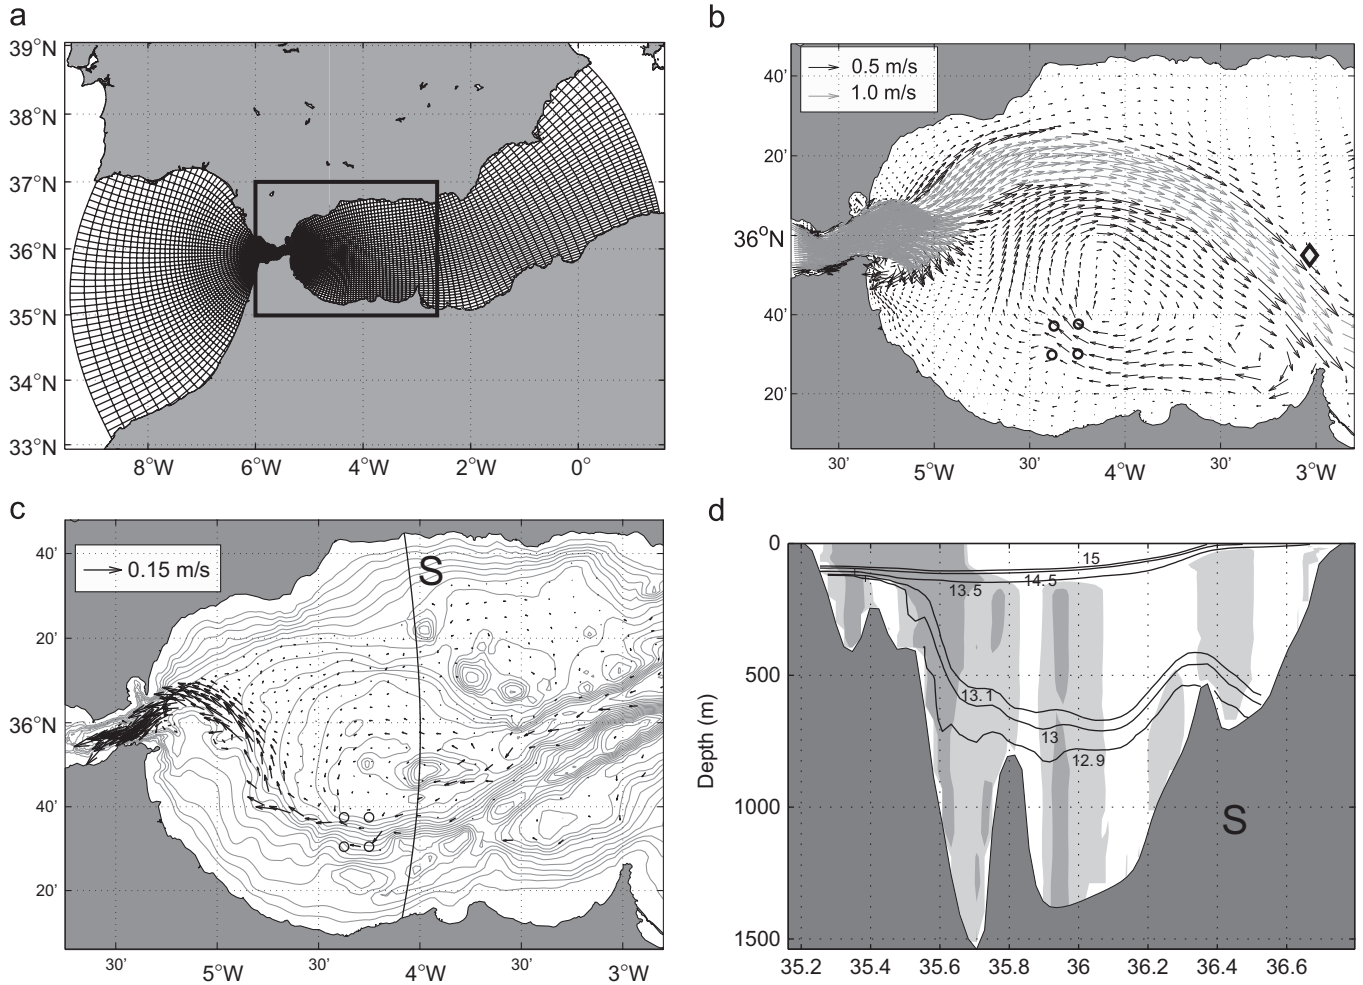 a
39°N
38°N
37°N
36°N
35°N
34°N
33°N
8°W 6°W 4°W 2°W 0°
b
0.5 m/s
1.0 m/s
40'
20'
36°N
40'
20'
30' 5°W 30' 4°W 30' 3°W
c
0.15 m/s
S
40'
20'
36°N
40'
20'
30' 5°W 30' 4°W 30' 3°W
d
0
500
1000
1500
Depth (m)
15
14.5
13.5
13.1
13
12.9
S
35.2 35.4 35.6 35.8 36 36.2 36.4 36.6